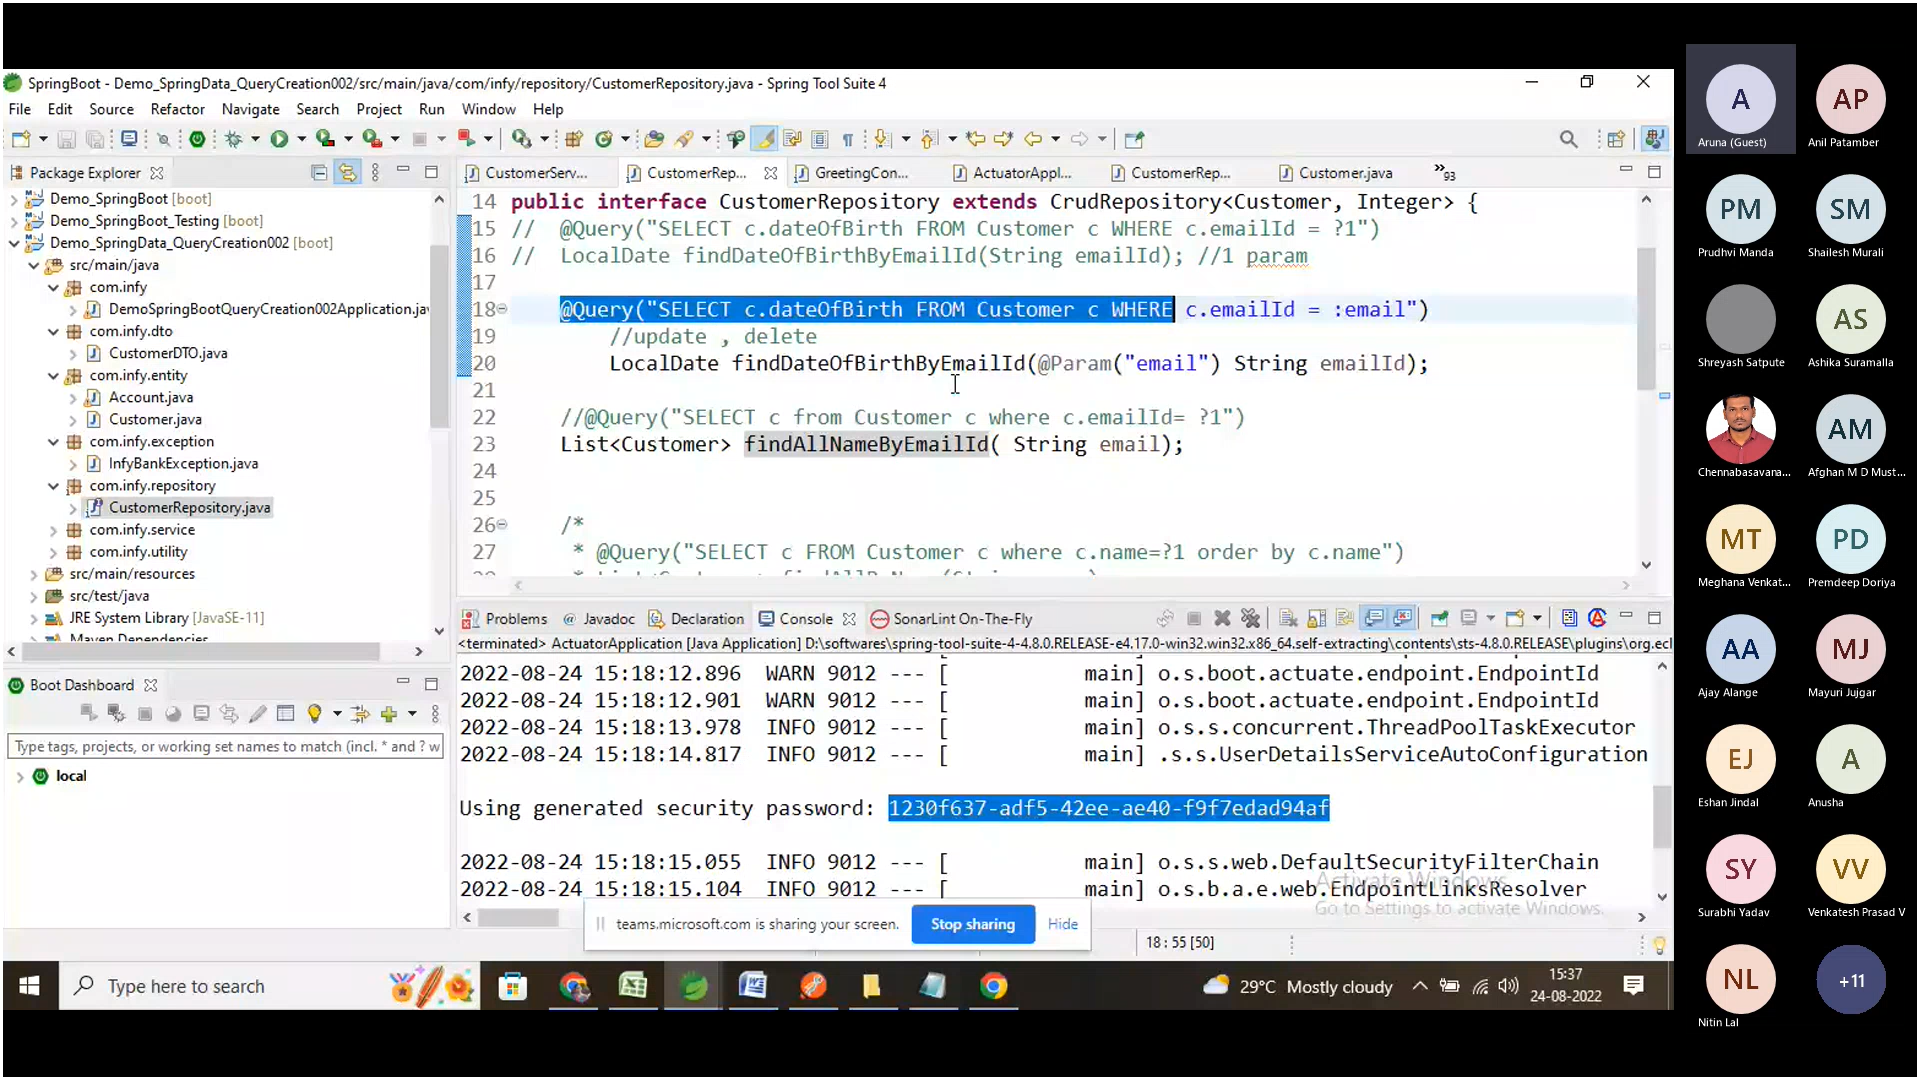 SpringBoot - Demo_SpringData_QueryCreation002/src/main/java/com/infy/repository/CustomerRepository.java - Spring Tool Suite 4
File Edit Source Refactor Navigate Search Project Run Window Help
Package Explorer
Demo_SpringBoot [boot]
Demo_SpringBoot_Testing [boot]
Demo_SpringData_QueryCreation002 [boot]
src/main/java
com.infy
DemoSpringBootQueryCreation002Application.jav
com.infy.dto
CustomerDTO.java
com.infy.entity
Account.java
Customer.java
com.infy.exception
InfyBankException.java
com.infy.repository
CustomerRepository.java
com.infy.service
com.infy.utility
src/main/resources
src/test/java
JRE System Library [JavaSE-11]
Maven Dependencies
CustomerServ... CustomerRep... GreetingCon... ActuatorAppl... CustomerRep... Customer.java »93
14 public interface CustomerRepository extends CrudRepository<Customer, Integer> {
15 // @Query("SELECT c.dateOfBirth FROM Customer c WHERE c.emailId = ?1")
16 // LocalDate findDateOfBirthByEmailId(String emailId); //1 param
17
18 @Query("SELECT c.dateOfBirth FROM Customer c WHERE c.emailId = :email")
19 //update , delete
20 LocalDate findDateOfBirthByEmailId(@Param("email") String emailId);
21
22 //@Query("SELECT c from Customer c where c.emailId= ?1")
23 List<Customer> findAllNameByEmailId( String email);
24
25
26 /*
27 * @Query("SELECT c FROM Customer c where c.name=?1 order by c.name")
Boot Dashboard
Type tags, projects, or working set names to match (incl. * and ? w
local
Problems Javadoc Declaration Console SonarLint On-The-Fly
<terminated> ActuatorApplication [Java Application] D:\softwares\spring-tool-suite-4-4.8.0.RELEASE-e4.17.0-win32.win32.x86_64.self-extracting\contents\sts-4.8.0.RELEASE\plugins\org.ecl
2022-08-24 15:18:12.896 WARN 9012 --- [ main] o.s.boot.actuate.endpoint.EndpointId
2022-08-24 15:18:12.901 WARN 9012 --- [ main] o.s.boot.actuate.endpoint.EndpointId
2022-08-24 15:18:13.978 INFO 9012 --- [ main] o.s.s.concurrent.ThreadPoolTaskExecutor
2022-08-24 15:18:14.817 INFO 9012 --- [ main] .s.s.UserDetailsServiceAutoConfiguration
Using generated security password: 1230f637-adf5-42ee-ae40-f9f7edad94af
2022-08-24 15:18:15.055 INFO 9012 --- [ main] o.s.s.web.DefaultSecurityFilterChain
2022-08-24 15:18:15.104 INFO 9012 --- [ main] o.s.b.a.e.web.EndpointLinksResolver
Activate Windows
Go to Settings to activate Windows.
teams.microsoft.com is sharing your screen. Stop sharing Hide
18 : 55 [50]
Type here to search
29°C Mostly cloudy
15:37
24-08-2022
A AP
Aruna (Guest) Anil Patamber
PM SM
Prudhvi Manda Shailesh Murali
AS
Shreyash Satpute Ashika Suramalla
AM
Chennabasavana... Afghan M D Must...
MT PD
Meghana Venkat... Premdeep Doriya
AA MJ
Ajay Alange Mayuri Jujgar
EJ A
Eshan Jindal Anusha
SY VV
Surabhi Yadav Venkatesh Prasad V
NL +11
Nitin Lal